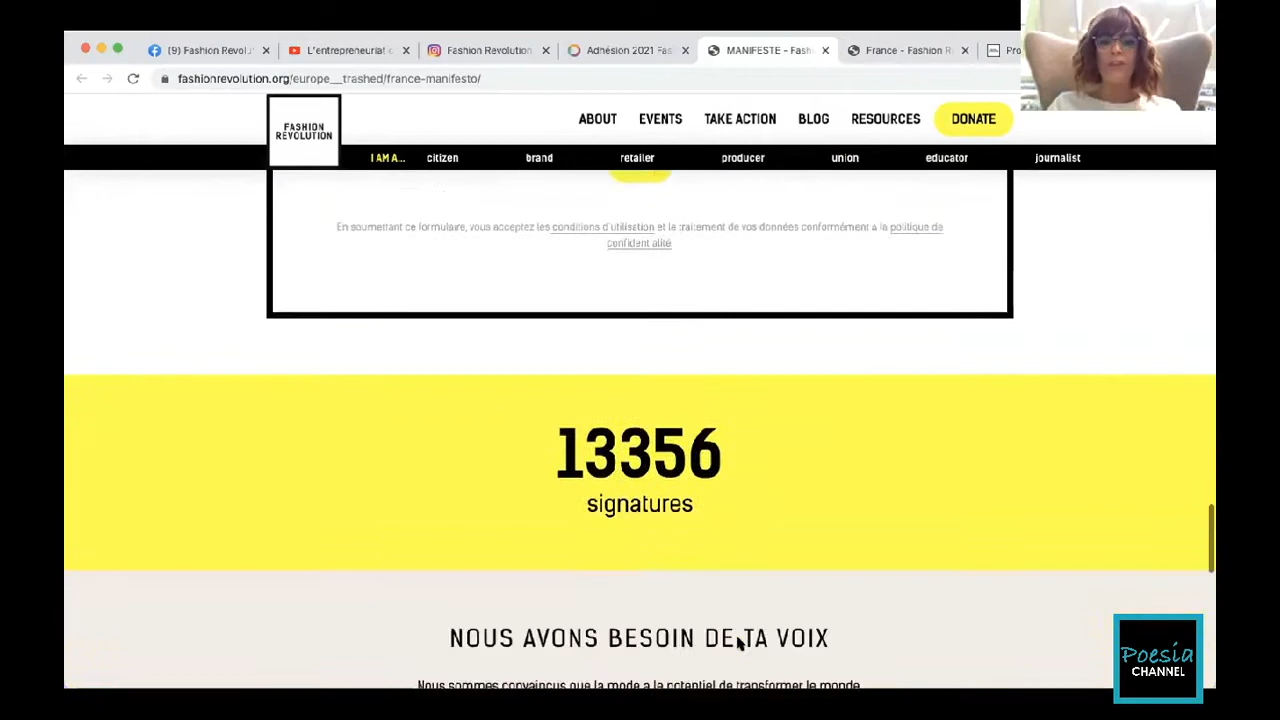 (9) Fashion Revolu
L'entrepreneuriat
Fashion Revolution
Adhésion 2021 Fas
MANIFESTE - Fash
France - Fashion R
Pro
fashionrevolution.org/europe__trashed/france-manifesto/
FASHION
REVOLUTION
ABOUT
EVENTS
TAKE ACTION
BLOG
RESOURCES
DONATE
I AM A...
citizen
brand
retailer
producer
union
educator
journalist
En soumettant ce formulaire, vous acceptez les conditions d'utilisation et le traitement de vos données conformément à la politique de
confidentialité
13356
signatures
NOUS AVONS BESOIN DE TA VOIX
Nous sommes convaincus que la mode a le potentiel de transformer le monde
Poesia
CHANNEL